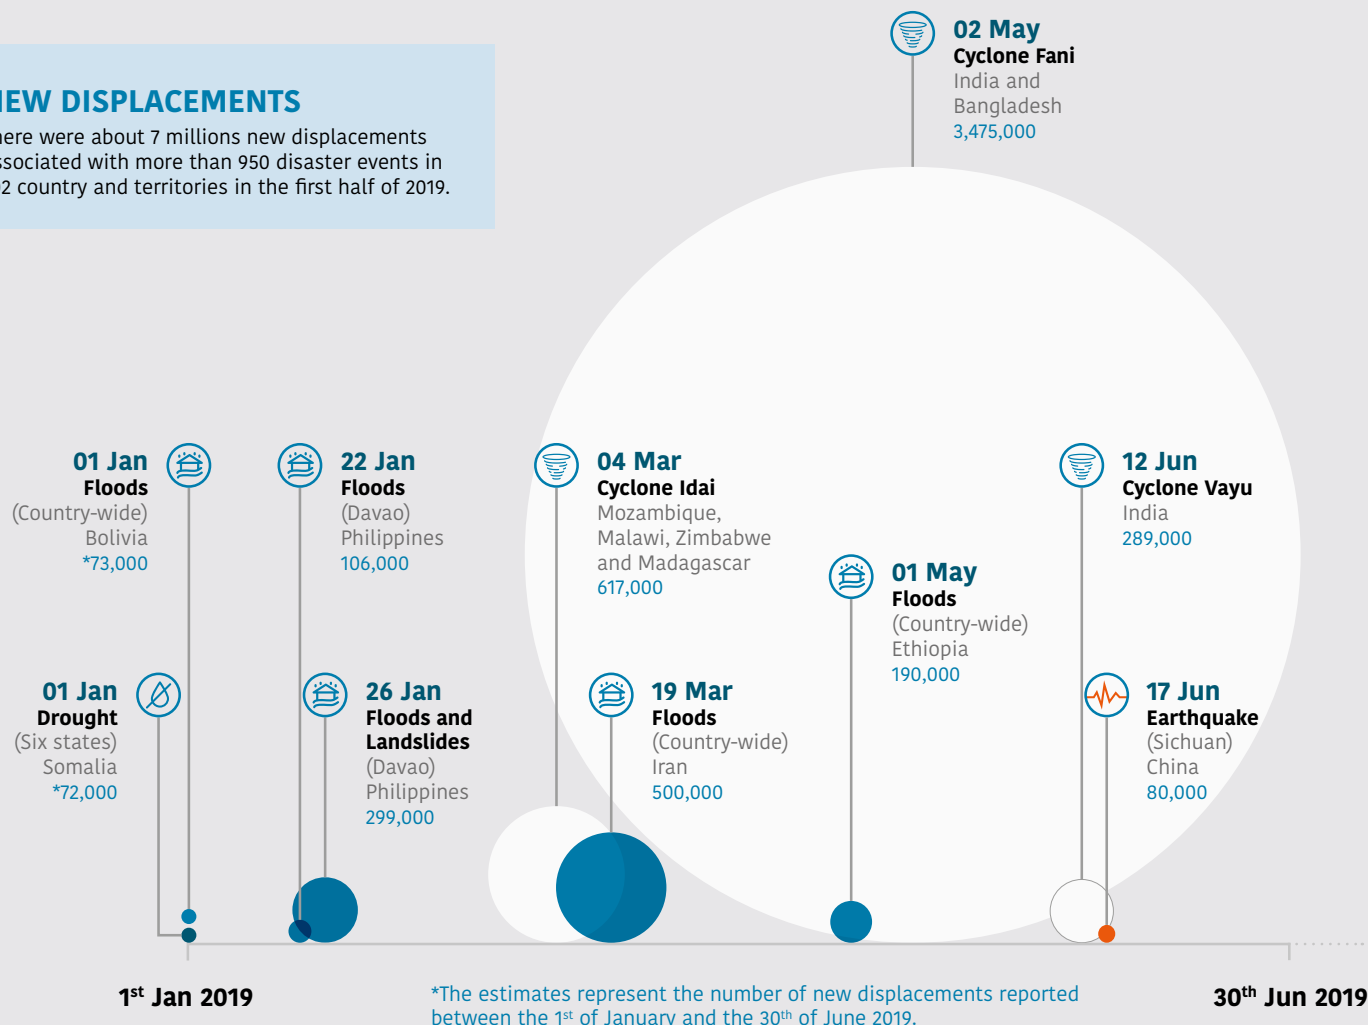 EW DISPLACEMENTS
here were about 7 millions new displacements
ssociated with more than 950 disaster events in
2 country and territories in the first half of 2019.
02 May
Cyclone Fani
India and
Bangladesh
3,475,000
01 Jan
Floods
(Country-wide)
Bolivia
*73,000
22 Jan
Floods
(Davao)
Philippines
106,000
04 Mar
Cyclone Idai
Mozambique,
Malawi, Zimbabwe
and Madagascar
617,000
01 May
Floods
(Country-wide)
Ethiopia
190,000
12 Jun
Cyclone Vayu
India
289,000
01 Jan
Drought
(Six states)
Somalia
*72,000
26 Jan
Floods and
Landslides
(Davao)
Philippines
299,000
19 Mar
Floods
(Country-wide)
Iran
500,000
17 Jun
Earthquake
(Sichuan)
China
80,000
1st Jan 2019
30th Jun 2019
*The estimates represent the number of new displacements reported
between the 1st of January and the 30th of June 2019.